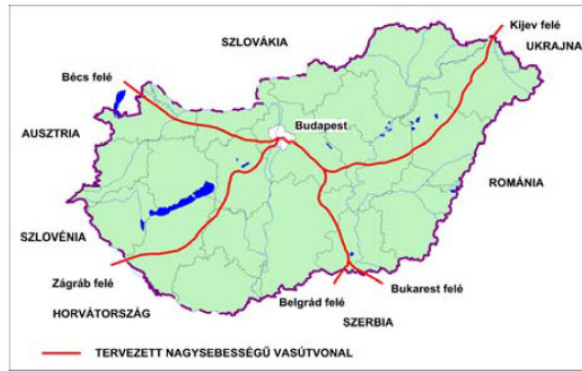 Kijev felé
SZLOVÁKIA
UKRAJNA
Bécs felé
Budapest
AUSZTRIA
ROMÁNIA
SZLOVÉNIA
Zágráb felé
Belgrád felé
Bukarest felé
HORVÁTORSZÁG
SZERBIA
TERVEZETT NAGYSEBESSÉGŰ VASÚTVONAL